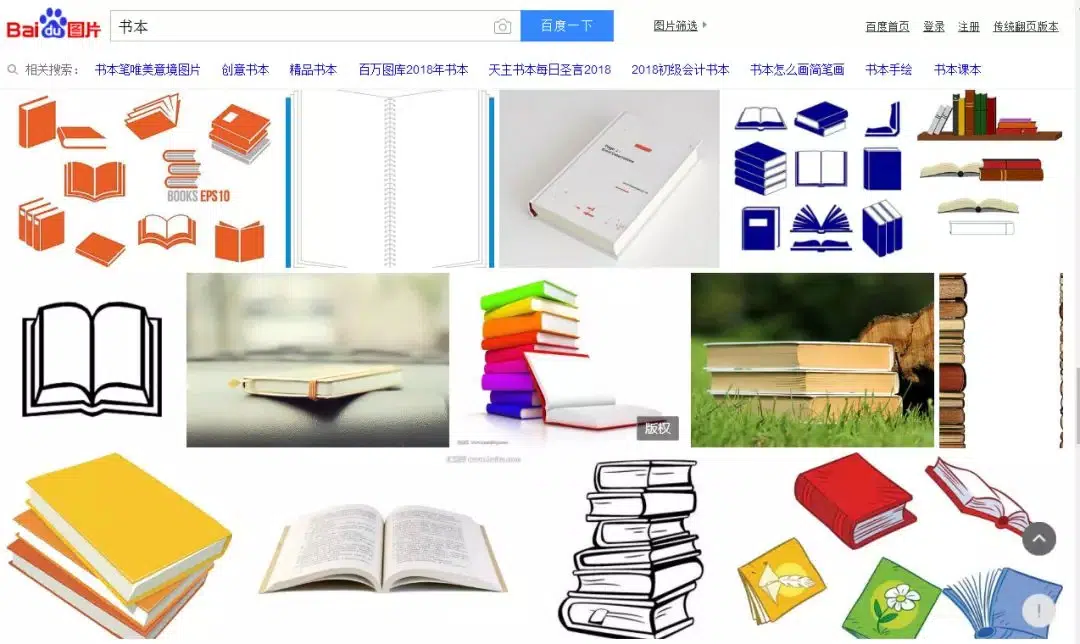 Bai du 图片
书本
百度一下
图片筛选
百度首页 登录 注册 传统翻页版本
相关搜索： 书本笔唯美意境图片 创意书本 精品书本 百万图库2018年书本 天主书本每日圣言2018 2018初级会计书本 书本怎么画简笔画 书本手绘 书本课本
BOOKS EPS10
版权